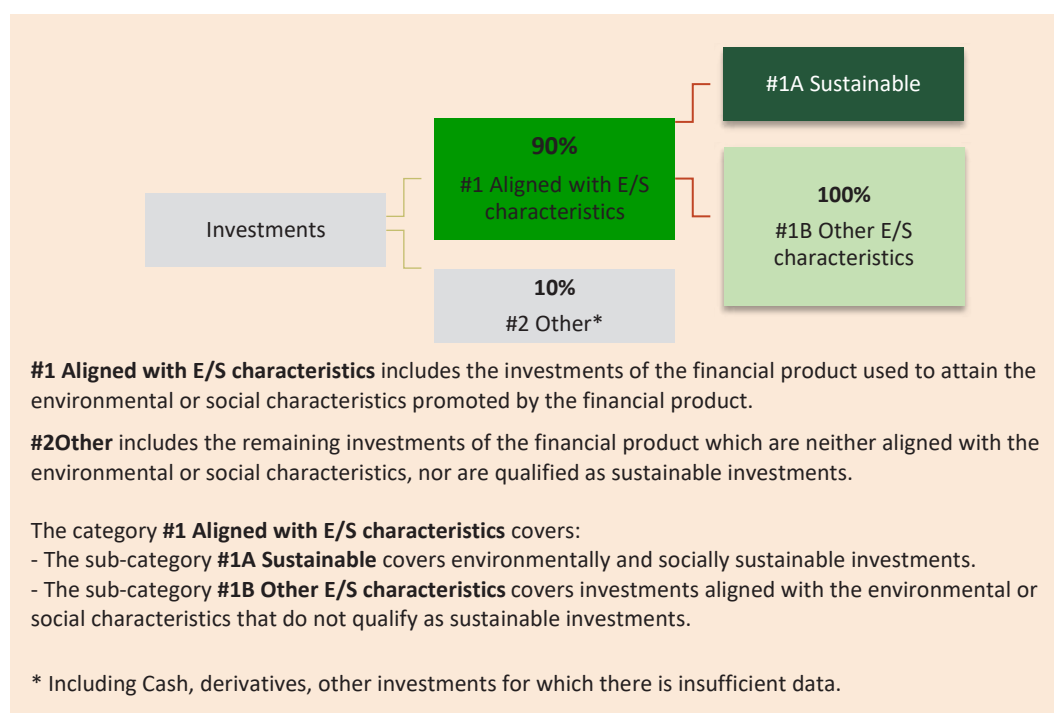 #1A Sustainable
90%
#1 Aligned with E/S
characteristics
100%
#1B Other E/S
characteristics
Investments
10%
#2 Other*
#1 Aligned with E/S characteristics includes the investments of the financial product used to attain the
environmental or social characteristics promoted by the financial product.
#2Other includes the remaining investments of the financial product which are neither aligned with the
environmental or social characteristics, nor are qualified as sustainable investments.
The category #1 Aligned with E/S characteristics covers:
- The sub-category #1A Sustainable covers environmentally and socially sustainable investments.
- The sub-category #1B Other E/S characteristics covers investments aligned with the environmental or
social characteristics that do not qualify as sustainable investments.
* Including Cash, derivatives, other investments for which there is insufficient data.